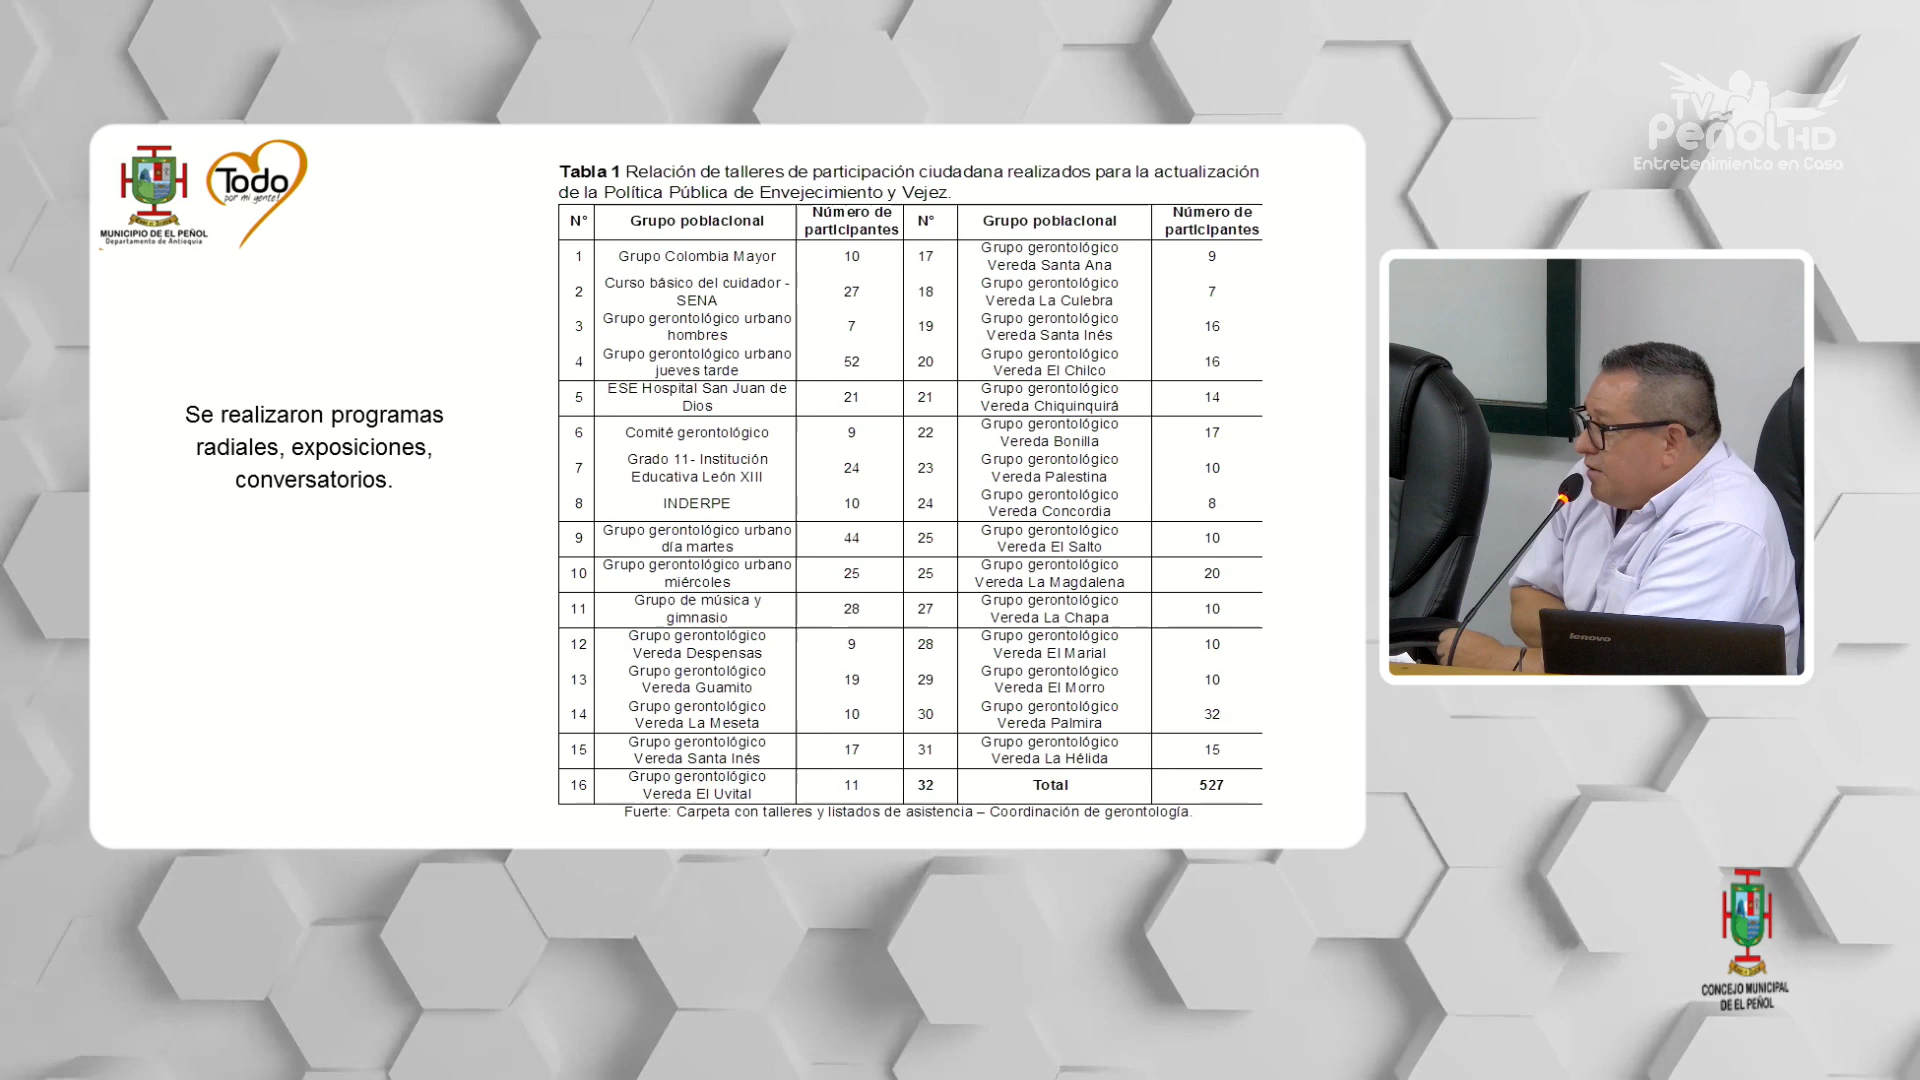 TV
Peñol HD
Entretenimiento en Casa
Todo
por mi gente!
MUNICIPIO DE EL PEÑOL
Departamento de Antioquia
Se realizaron programas
radiales, exposiciones,
conversatorios.
Tabla 1 Relación de talleres de participación ciudadana realizados para la actualización
de la Política Pública de Envejecimiento y Vejez.
N° Grupo poblacional Número de participantes N° Grupo poblacional Número de participantes
1 Grupo Colombia Mayor 10 17 Grupo gerontológico Vereda Santa Ana 9
2 Curso básico del cuidador - SENA 27 18 Grupo gerontológico Vereda La Culebra 7
3 Grupo gerontológico urbano hombres 7 19 Grupo gerontológico Vereda Santa Inés 16
4 Grupo gerontológico urbano jueves tarde 52 20 Grupo gerontológico Vereda El Chilco 16
5 ESE Hospital San Juan de Dios 21 21 Grupo gerontológico Vereda Chiquinquirá 14
6 Comité gerontológico 9 22 Grupo gerontológico Vereda Bonilla 17
7 Grado 11- Institución Educativa León XIII 24 23 Grupo gerontológico Vereda Palestina 10
8 INDERPE 10 24 Grupo gerontológico Vereda Concordia 8
9 Grupo gerontológico urbano día martes 44 25 Grupo gerontológico Vereda El Salto 10
10 Grupo gerontológico urbano miércoles 25 25 Grupo gerontológico Vereda La Magdalena 20
11 Grupo de música y gimnasio 28 27 Grupo gerontológico Vereda La Chapa 10
12 Grupo gerontológico Vereda Despensas 9 28 Grupo gerontológico Vereda El Marial 10
13 Grupo gerontológico Vereda Guamito 19 29 Grupo gerontológico Vereda El Morro 10
14 Grupo gerontológico Vereda La Meseta 10 30 Grupo gerontológico Vereda Palmira 32
15 Grupo gerontológico Vereda Santa Inés 17 31 Grupo gerontológico Vereda La Hélida 15
16 Grupo gerontológico Vereda El Uvital 11 32 Total 527
Fuerte: Carpeta con talleres y listados de asistencia – Coordinación de gerontología.
lenovo
CONCEJO MUNICIPAL
DE EL PEÑOL